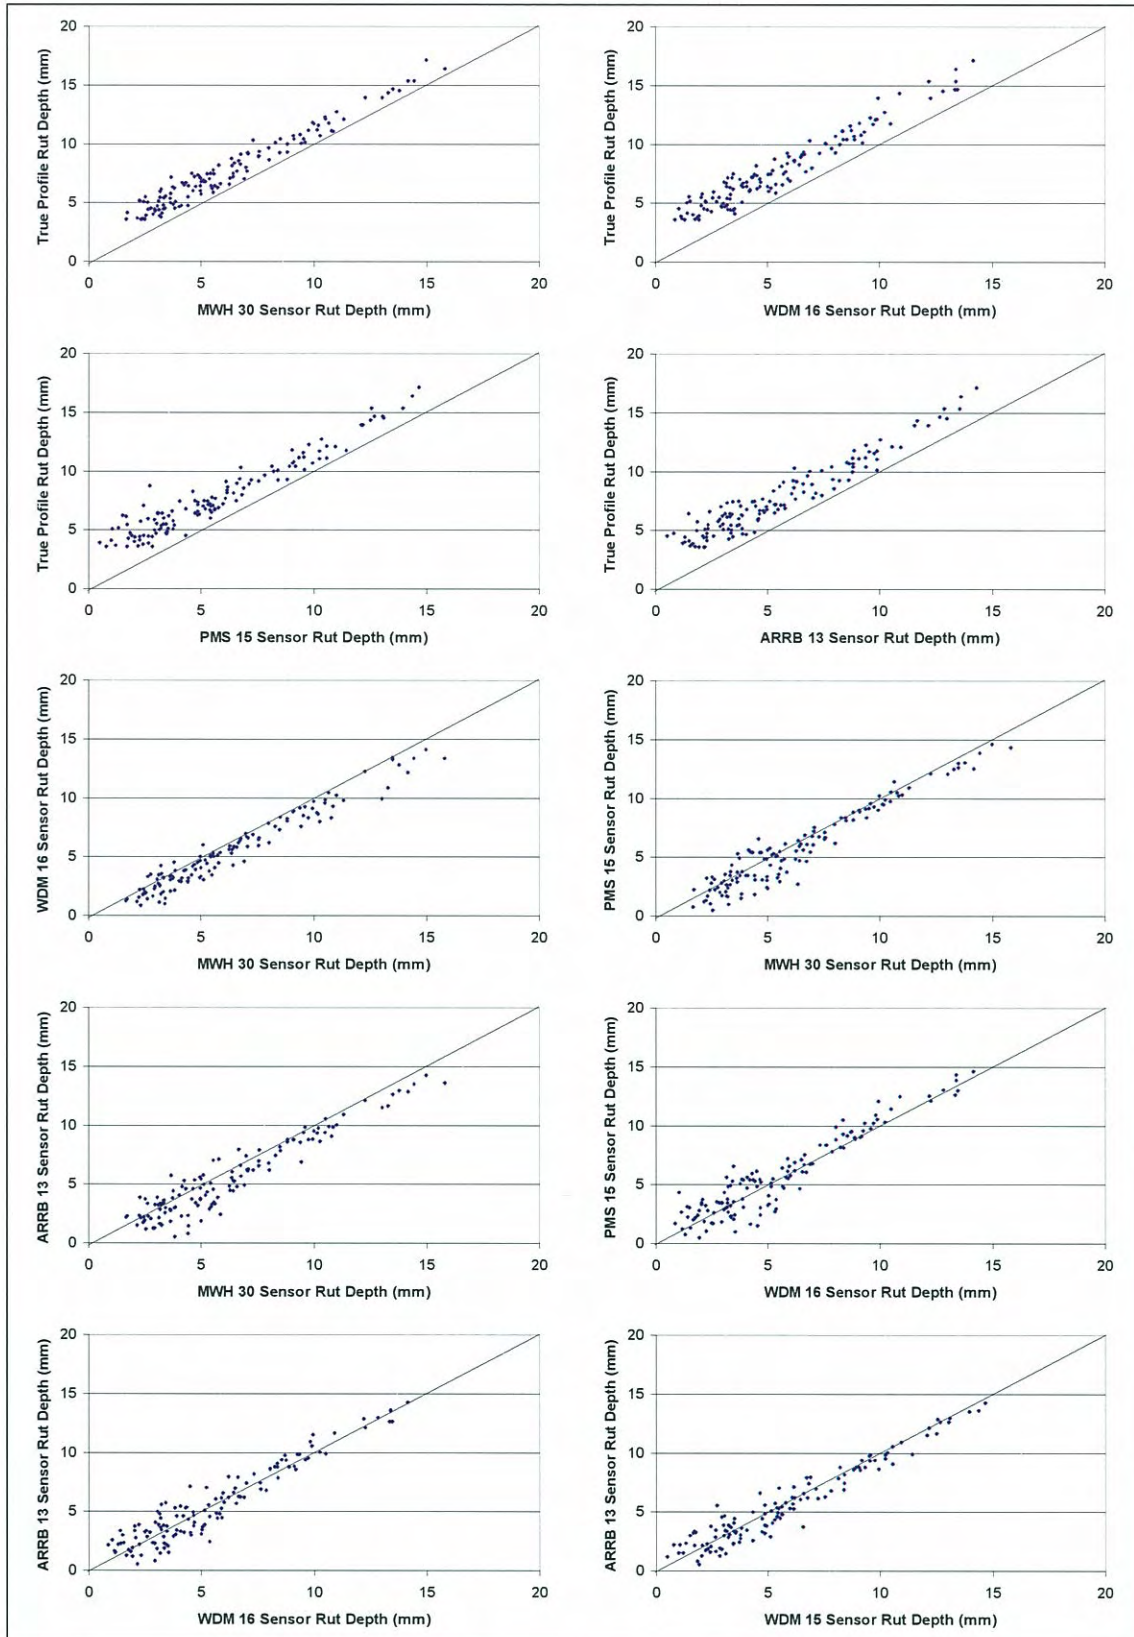 True Profile Rut Depth (mm)
20
15
10
5
0
0 5 10 15 20
MWH 30 Sensor Rut Depth (mm)
True Profile Rut Depth (mm)
20
15
10
5
0
0 5 10 15 20
WDM 16 Sensor Rut Depth (mm)
True Profile Rut Depth (mm)
20
15
10
5
0
0 5 10 15 20
PMS 15 Sensor Rut Depth (mm)
True Profile Rut Depth (mm)
20
15
10
5
0
0 5 10 15 20
ARRB 13 Sensor Rut Depth (mm)
WDM 16 Sensor Rut Depth (mm)
20
15
10
5
0
0 5 10 15 20
MWH 30 Sensor Rut Depth (mm)
PMS 15 Sensor Rut Depth (mm)
20
15
10
5
0
0 5 10 15 20
MWH 30 Sensor Rut Depth (mm)
ARRB 13 Sensor Rut Depth (mm)
20
15
10
5
0
0 5 10 15 20
MWH 30 Sensor Rut Depth (mm)
PMS 15 Sensor Rut Depth (mm)
20
15
10
5
0
0 5 10 15 20
WDM 16 Sensor Rut Depth (mm)
ARRB 13 Sensor Rut Depth (mm)
20
15
10
5
0
0 5 10 15 20
WDM 16 Sensor Rut Depth (mm)
ARRB 13 Sensor Rut Depth (mm)
20
15
10
5
0
0 5 10 15 20
WDM 15 Sensor Rut Depth (mm)